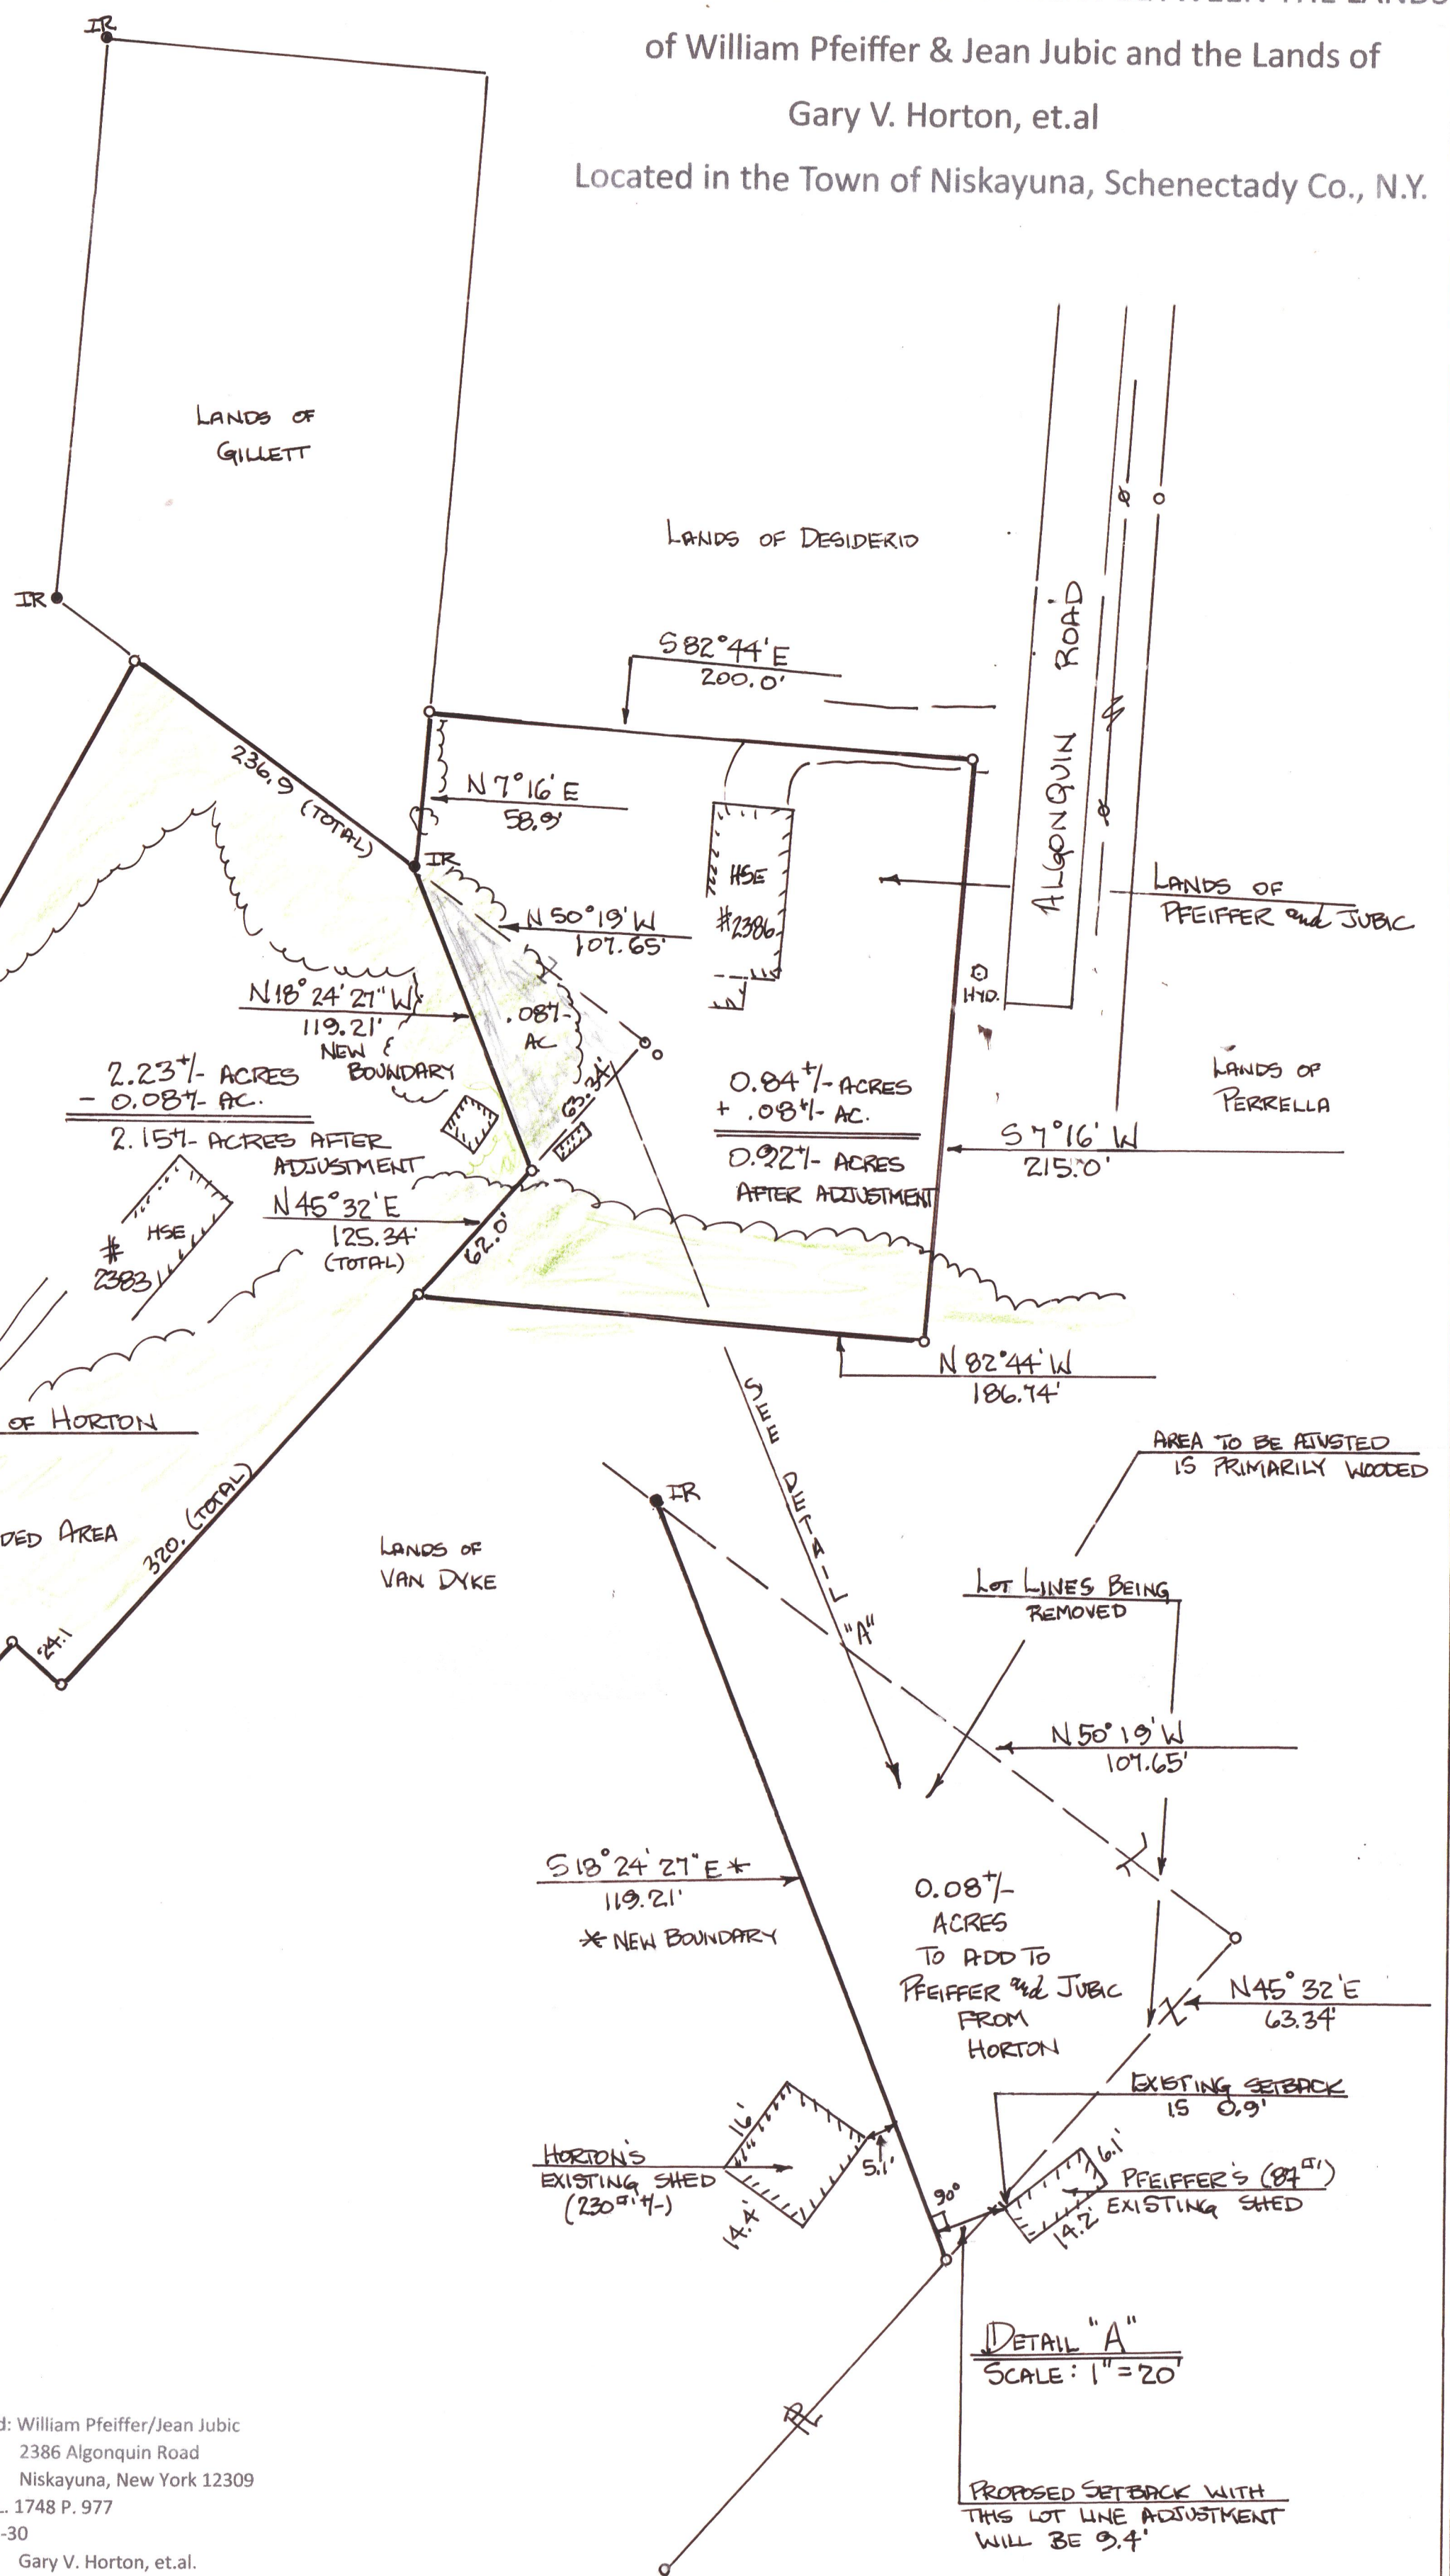 of William Pfeiffer & Jean Jubic and the Lands of
Gary V. Horton, et.al
Located in the Town of Niskayuna, Schenectady Co., N.Y.
IR
LANDS OF
GILLETT
IR
LANDS OF DESIDERIO
ALGONQUIN ROAD
S 82°44' E
200.0'
236.9 (TOTAL)
N 7°16' E
58.9'
IR
HSE
#2386
LANDS OF
PFEIFFER and JUBIC
N 50°19' W
107.65'
HYD.
N18°24'27" W
119.21'
NEW
BOUNDARY
.08+/-
AC
63.34'
2.23+/- ACRES
- 0.08+/- AC.
2.15+/- ACRES AFTER
ADJUSTMENT
0.84+/- ACRES
+ .08+/- AC.
0.92+/- ACRES
AFTER ADJUSTMENT
LANDS OF
PERRELLA
S 7°16' W
215.0'
N 45°32' E
125.34'
(TOTAL)
62.0'
HSE
#
2383
N 82°44' W
186.74'
OF HORTON
320. (TOTAL)
DED AREA
24.1
LANDS OF
VAN DYKE
SEE DETAIL "A"
AREA TO BE AJUSTED
IS PRIMARILY WOODED
IR
LOT LINES BEING
REMOVED
N 50°19' W
107.65'
S 18°24'27" E *
119.21'
* NEW BOUNDARY
0.08+/-
ACRES
TO ADD TO
PFEIFFER and JUBIC
FROM
HORTON
N45°32'E
63.34'
EXISTING SETBACK
IS 0.9'
16'
HORTON'S
EXISTING SHED
(230 +/-)
14.4'
5.1'
90°
6.1'
PFEIFFER'S (87 )
EXISTING SHED
14.2'
DETAIL "A"
SCALE: 1"=20'
PROPOSED SETBACK WITH
THIS LOT LINE ADJUSTMENT
WILL BE 9.4'
d: William Pfeiffer/Jean Jubic
2386 Algonquin Road
Niskayuna, New York 12309
. 1748 P. 977
-30
Gary V. Horton, et.al.